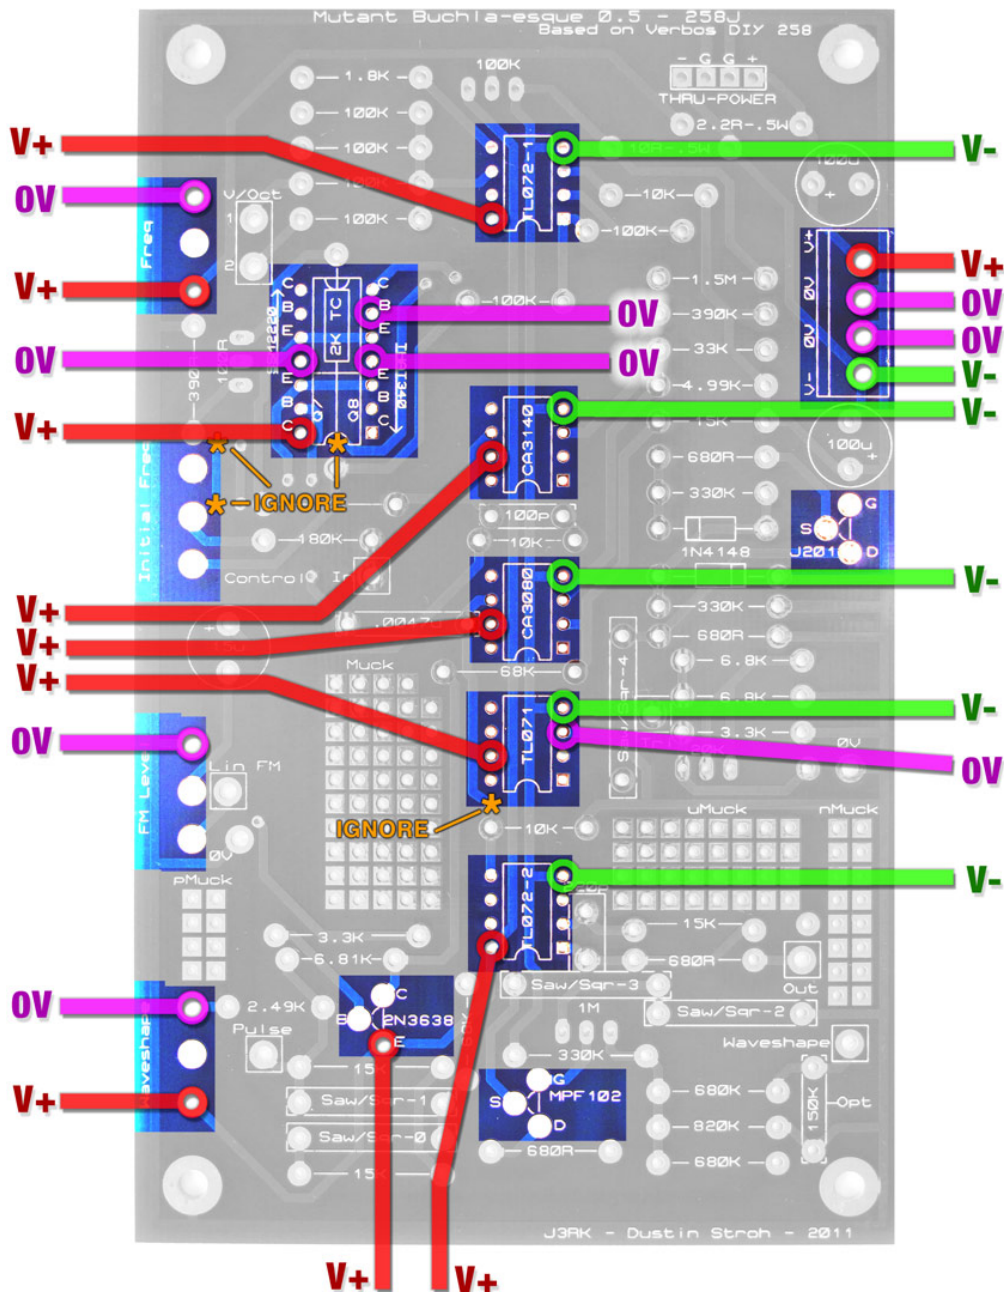 Mutant Buchla-esque 0.5 - 258J
Based on Verbos DIY 258
- G G +
THRU-POWER
2.2R-.5W
10R-.5W
100K
1.8K
100K
100K
100K
100K
V+
0V
V+
0V
V+
V+
V+
V+
0V
0V
V+
V+
V+
V-
V+
0V
0V
V-
V-
V-
V-
0V
V-
0V
0V
TL072-1
10K
100K
100u
+
V/Oct
1
2
Freq
C
B
E
E
B
C
2K TC
Q7
Q8
C
B
E
E
B
C
100K
1.5M
390K
33K
4.99K
15K
680R
330K
1N4148
330K
680R
6.8K
6.8K
3.3K
V+
0V
0V
V-
100u
+
G
S
J201
D
390R
IGNORE
Initial Freq
CA3140
100p
10K
180K
Control
CA3080
.0047u
68K
Muck
TL071
Saw/Sqr-4
0V
Lin FM
FM Level
0V
IGNORE
10K
uMuck
nMuck
pMuck
TL072-2
15K
680R
Out
3.3K
6.81K
Saw/Sqr-3
Saw/Sqr-2
2.49K
C
B
2N3638
E
1M
Waveshape
Pulse
Waveshape
15K
330K
Saw/Sqr-1
G
S
MPF102
D
680K
820K
680K
150K
Opt
Saw/Sqr-0
15K
680R
J3RK - Dustin Stroh - 2011